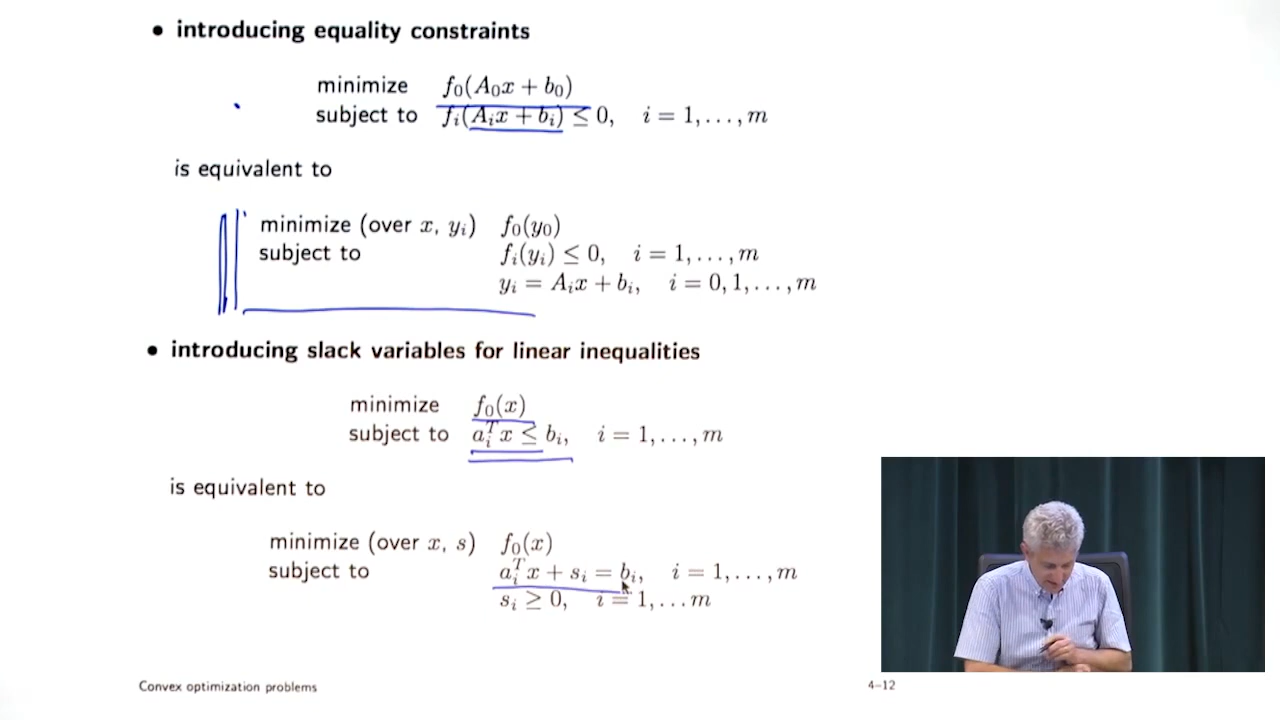 • introducing equality constraints
minimize f₀(A₀x + b₀)
subject to fᵢ(Aᵢx + bᵢ) ≤ 0, i = 1, . . . , m
is equivalent to
minimize (over x, yᵢ) f₀(y₀)
subject to fᵢ(yᵢ) ≤ 0, i = 1, . . . , m
yᵢ = Aᵢx + bᵢ, i = 0, 1, . . . , m
• introducing slack variables for linear inequalities
minimize f₀(x)
subject to aᵢᵀx ≤ bᵢ, i = 1, . . . , m
is equivalent to
minimize (over x, s) f₀(x)
subject to aᵢᵀx + sᵢ = bᵢ, i = 1, . . . , m
sᵢ ≥ 0, i = 1, . . . m
Convex optimization problems 4–12